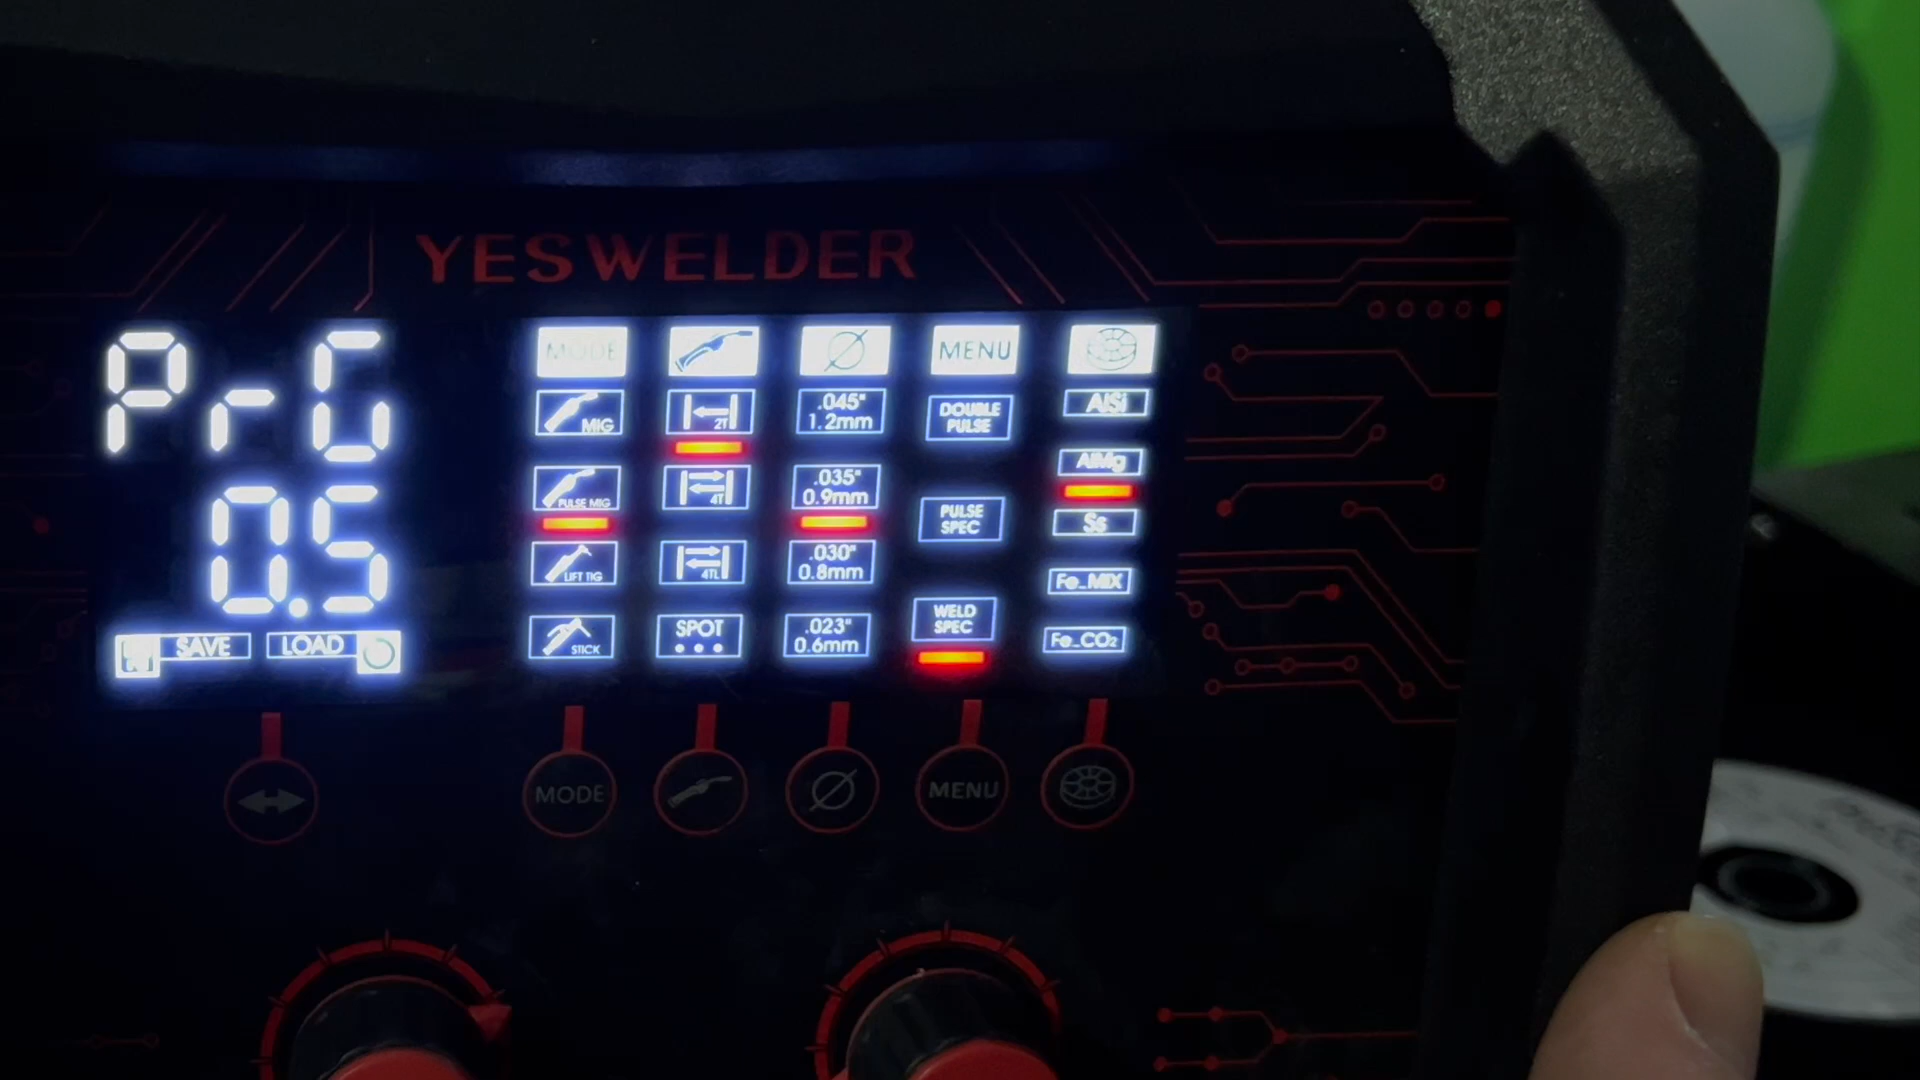 YESWELDER
PrG
0.5
SAVE LOAD
MODE
MIG
PULSE MIG
LIFT TIG
STICK
2T
4T
4TL
SPOT
.045"
1.2mm
.035"
0.9mm
.030"
0.8mm
.023"
0.6mm
MENU
DOUBLE
PULSE
PULSE
SPEC
WELD
SPEC
AlSi
AlMg
Ss
Fe_MIX
Fe_CO₂
MODE
MENU